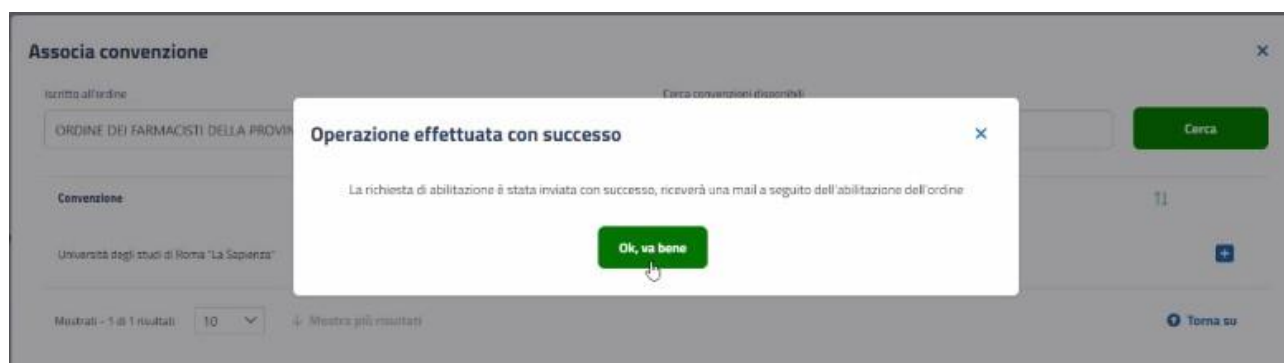 Associa convenzione
Iscritto all'ordine
Cerca convenzioni disponibili
ORDINE DEI FARMACISTI DELLA PROVIN
Cerca
Operazione effettuata con successo
La richiesta di abilitazione è stata inviata con successo, riceverà una mail a seguito dell'abilitazione dell'ordine
Ok, va bene
Convenzione
Università degli studi di Roma "La Sapienza"
Mostrati - 1 di 1 risultati
10
Mostra più risultati
Torna su